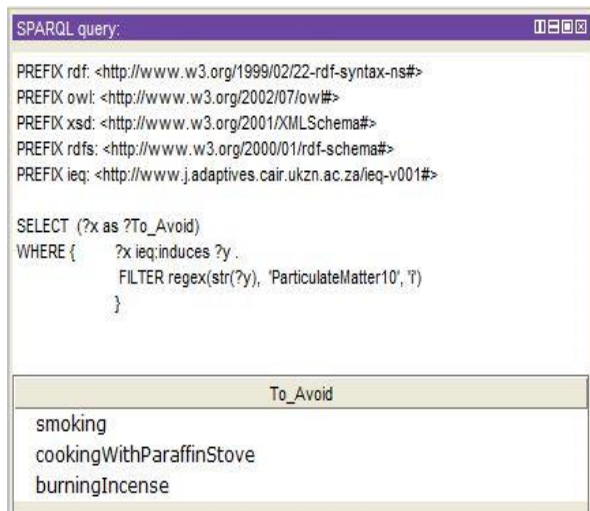 SPARQL query:
PREFIX rdf: <http://www.w3.org/1999/02/22-rdf-syntax-ns#>
PREFIX owl: <http://www.w3.org/2002/07/owl#>
PREFIX xsd: <http://www.w3.org/2001/XMLSchema#>
PREFIX rdfs: <http://www.w3.org/2000/01/rdf-schema#>
PREFIX ieq: <http://www.j.adaptives.cair.ukzn.ac.za/ieq-v001#>
SELECT (?x as ?To_Avoid)
WHERE { ?x ieq:induces ?y .
FILTER regex(str(?y), 'ParticulateMatter10', 'i')
}
To_Avoid
smoking
cookingWithParaffinStove
burningIncense